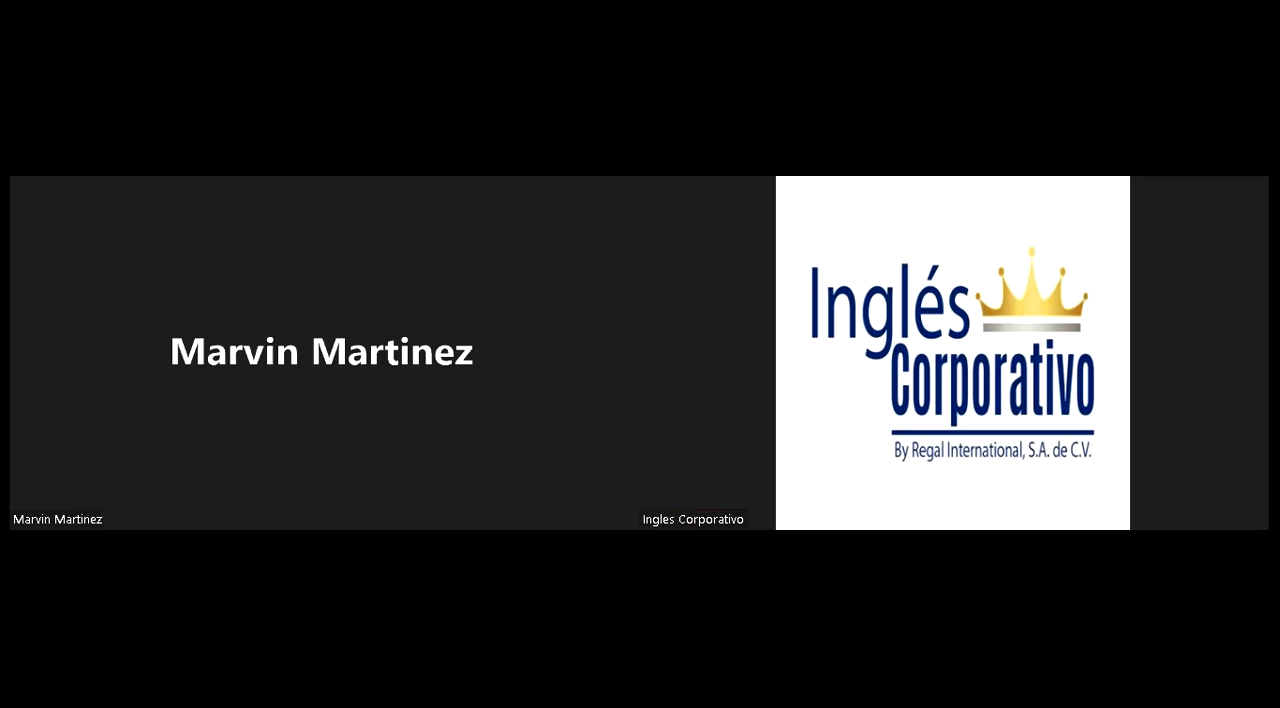 Marvin Martinez
Marvin Martinez
Ingles Corporativo
Inglés
Corporativo
By Regal International, S.A. de C.V.